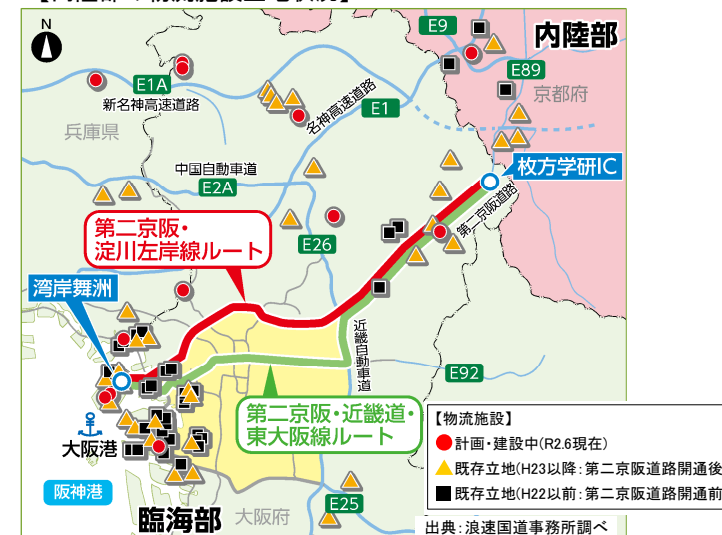 N
E9
内陸部
E1A
新名神高速道路
E89
京都府
名神高速道路
E1
兵庫県
中国自動車道
E2A
枚方学研IC
第二京阪道路
第二京阪・
淀川左岸線ルート
E26
湾岸舞洲
近畿自動車道
E92
第二京阪・近畿道・
東大阪線ルート
大阪港
阪神港
臨海部
大阪府
E25
【物流施設】
計画・建設中(R2.6現在)
既存立地(H23以降:第二京阪道路開通後
既存立地(H22以前:第二京阪道路開通前
出典:浪速国道事務所調べ